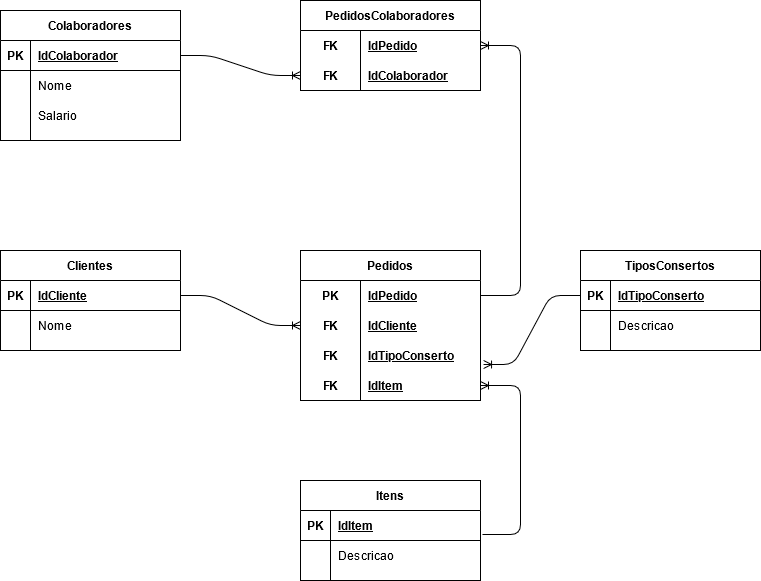 Colaboradores
PK IdColaborador
Nome
Salario
PedidosColaboradores
FK IdPedido
FK IdColaborador
Clientes
PK IdCliente
Nome
Pedidos
PK IdPedido
FK IdCliente
FK IdTipoConserto
FK IdItem
TiposConsertos
PK IdTipoConserto
Descricao
Itens
PK IdItem
Descricao